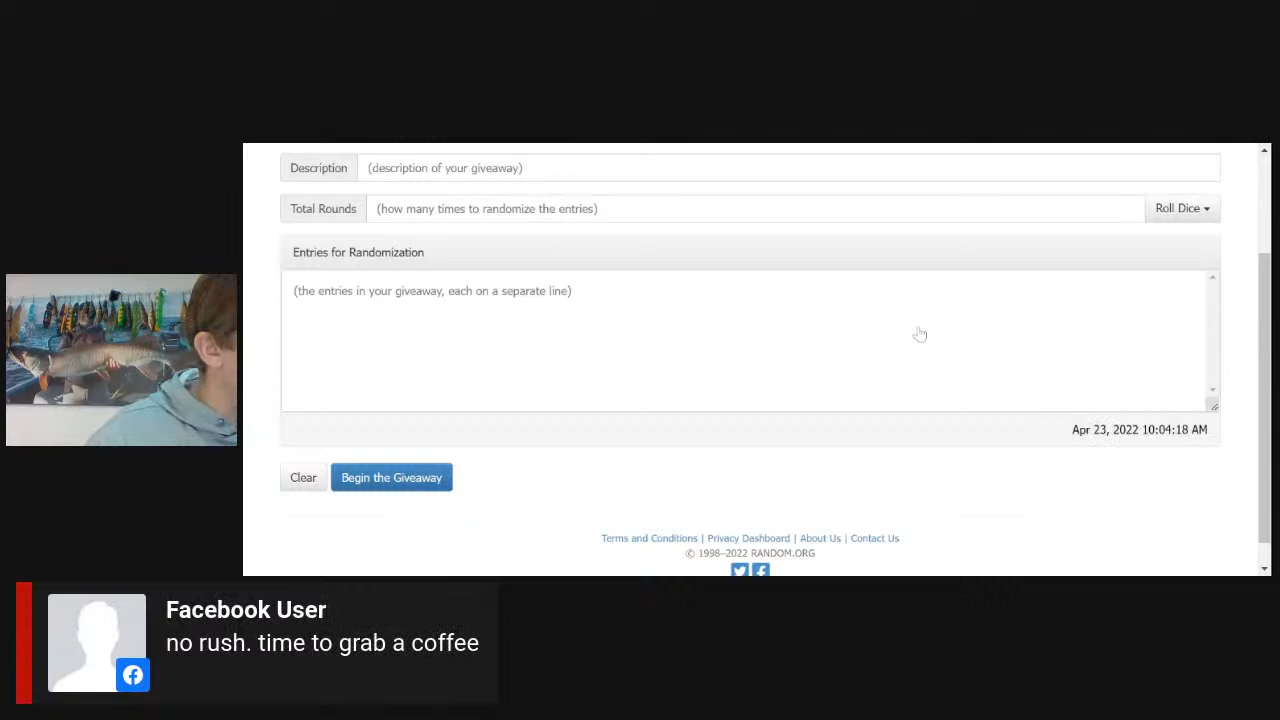 Description
(description of your giveaway)
Total Rounds
(how many times to randomize the entries)
Roll Dice
Entries for Randomization
(the entries in your giveaway, each on a separate line)
Apr 23, 2022 10:04:18 AM
Clear
Begin the Giveaway
Terms and Conditions | Privacy Dashboard | About Us | Contact Us
© 1998–2022 RANDOM.ORG
Facebook User
no rush. time to grab a coffee